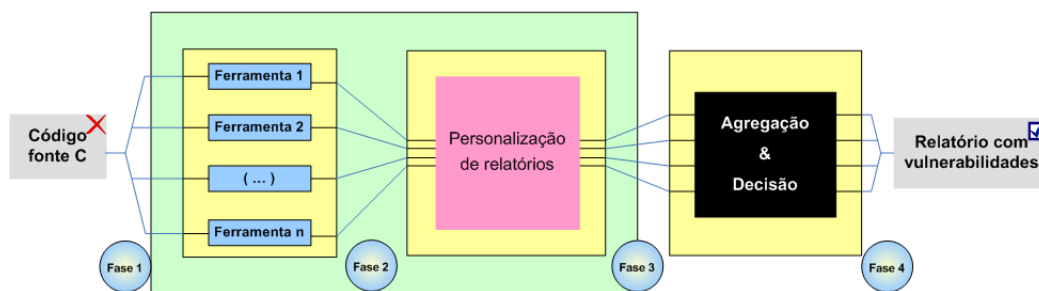 Código
fonte C
Ferramenta 1
Ferramenta 2
( ... )
Ferramenta n
Personalização
de relatórios
Agregação
&
Decisão
Relatório com
vulnerabilidades
Fase 1
Fase 2
Fase 3
Fase 4